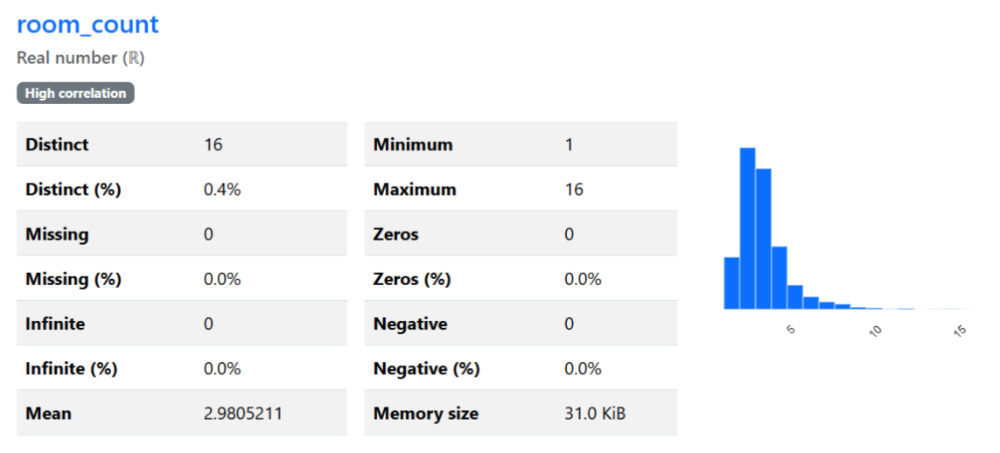 room_count
Real number (ℝ)
High correlation
Distinct 16
Distinct (%) 0.4%
Missing 0
Missing (%) 0.0%
Infinite 0
Infinite (%) 0.0%
Mean 2.9805211
Minimum 1
Maximum 16
Zeros 0
Zeros (%) 0.0%
Negative 0
Negative (%) 0.0%
Memory size 31.0 KiB
5 10 15